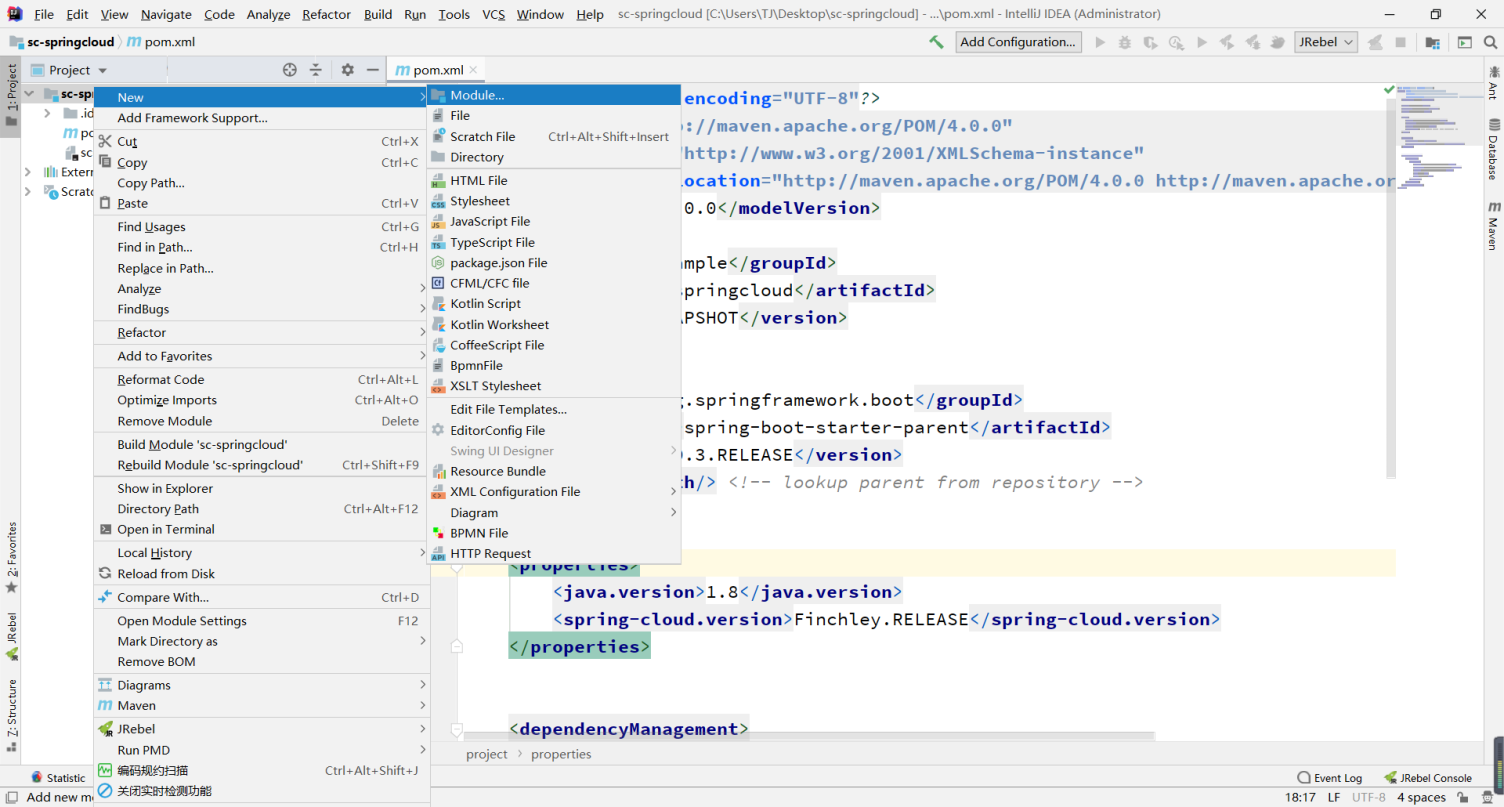 File Edit View Navigate Code Analyze Refactor Build Run Tools VCS Window Help sc-springcloud [C:\Users\TJ\Desktop\sc-springcloud] - ...\pom.xml - IntelliJ IDEA (Administrator)
sc-springcloud m pom.xml Add Configuration... JRebel
1: Project
Project
m pom.xml
sc-spr
.id
m po
sc
Extern
Scratc
New
Add Framework Support...
Cut Ctrl+X
Copy Ctrl+C
Copy Path...
Paste Ctrl+V
Find Usages Ctrl+G
Find in Path... Ctrl+H
Replace in Path...
Analyze
FindBugs
Refactor
Add to Favorites
Reformat Code Ctrl+Alt+L
Optimize Imports Ctrl+Alt+O
Remove Module Delete
Build Module 'sc-springcloud'
Rebuild Module 'sc-springcloud' Ctrl+Shift+F9
Show in Explorer
Directory Path Ctrl+Alt+F12
Open in Terminal
Local History
Reload from Disk
Compare With... Ctrl+D
Open Module Settings F12
Mark Directory as
Remove BOM
Diagrams
m Maven
JRebel
Run PMD
编码规约扫描 Ctrl+Alt+Shift+J
关闭实时检测功能
Module...
File
Scratch File Ctrl+Alt+Shift+Insert
Directory
HTML File
Stylesheet
JavaScript File
TypeScript File
package.json File
CFML/CFC file
Kotlin Script
Kotlin Worksheet
CoffeeScript File
BpmnFile
XSLT Stylesheet
Edit File Templates...
EditorConfig File
Swing UI Designer
Resource Bundle
XML Configuration File
Diagram
BPMN File
HTTP Request
encoding="UTF-8"?>
://maven.apache.org/POM/4.0.0"
"http://www.w3.org/2001/XMLSchema-instance"
location="http://maven.apache.org/POM/4.0.0 http://maven.apache.or
0.0</modelVersion>
mple</groupId>
springcloud</artifactId>
APSHOT</version>
g.springframework.boot</groupId>
spring-boot-starter-parent</artifactId>
.3.RELEASE</version>
th/> <!-- lookup parent from repository -->
<properties>
<java.version>1.8</java.version>
<spring-cloud.version>Finchley.RELEASE</spring-cloud.version>
</properties>
<dependencyManagement>
project › properties
Ant
Database
m Maven
2: Favorites
JRebel
Z: Structure
Statistic
Event Log JRebel Console
Add new m 18:17 LF UTF-8 4 spaces